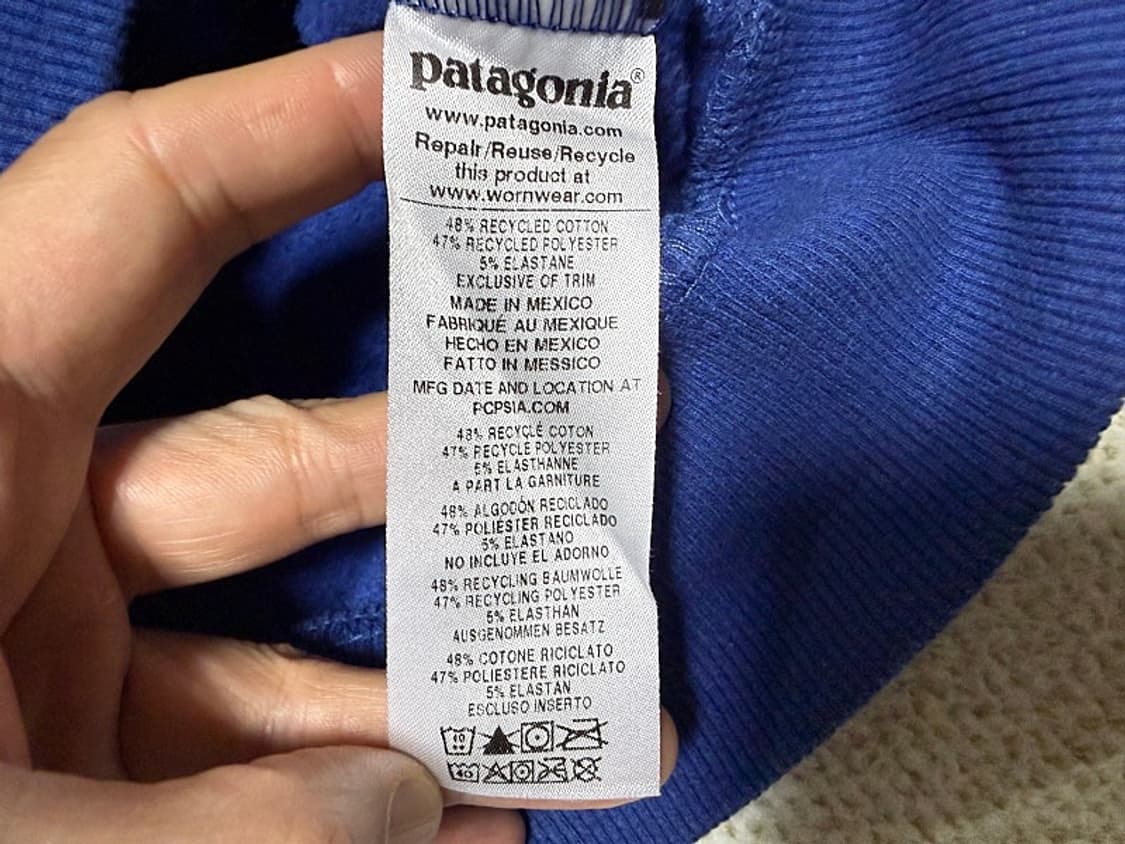 patagonia®
www.patagonia.com
Repair/Reuse/Recycle
this product at
www.wornwear.com
48% RECYCLED COTTON
47% RECYCLED POLYESTER
5% ELASTANE
EXCLUSIVE OF TRIM
MADE IN MEXICO
FABRIQUÉ AU MEXIQUE
HECHO EN MEXICO
FATTO IN MESSICO
MFG DATE AND LOCATION AT
PCPSIA.COM
48% RECYCLÉ COTON
47% RECYCLE POLYESTER
5% ELASTHANNE
A PART LA GARNITURE
48% ALGODÓN RECICLADO
47% POLIÉSTER RECICLADO
5% ELASTANO
NO INCLUYE EL ADORNO
48% RECYCLING BAUMWOLLE
47% RECYCLING POLYESTER
5% ELASTHAN
AUSGENOMMEN BESATZ
48% COTONE RICICLATO
47% POLIESTERE RICICLATO
5% ELASTAN
ESCLUSO INSERTO
40